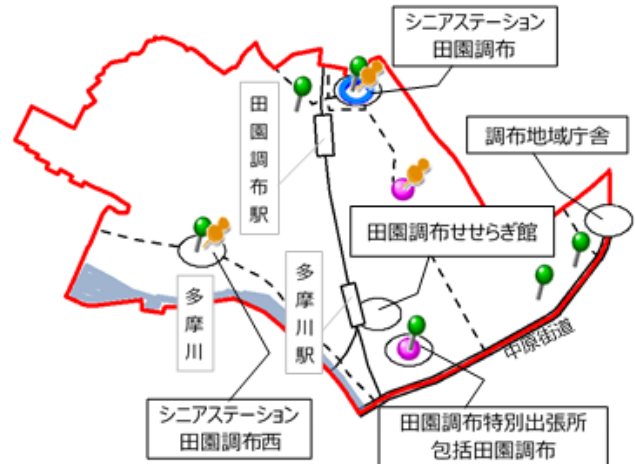 シニアステーション
田園調布
田園調布駅
調布地域庁舎
田園調布せせらぎ館
多摩川
多摩川駅
中原街道
シニアステーション
田園調布西
田園調布特別出張所
包括田園調布